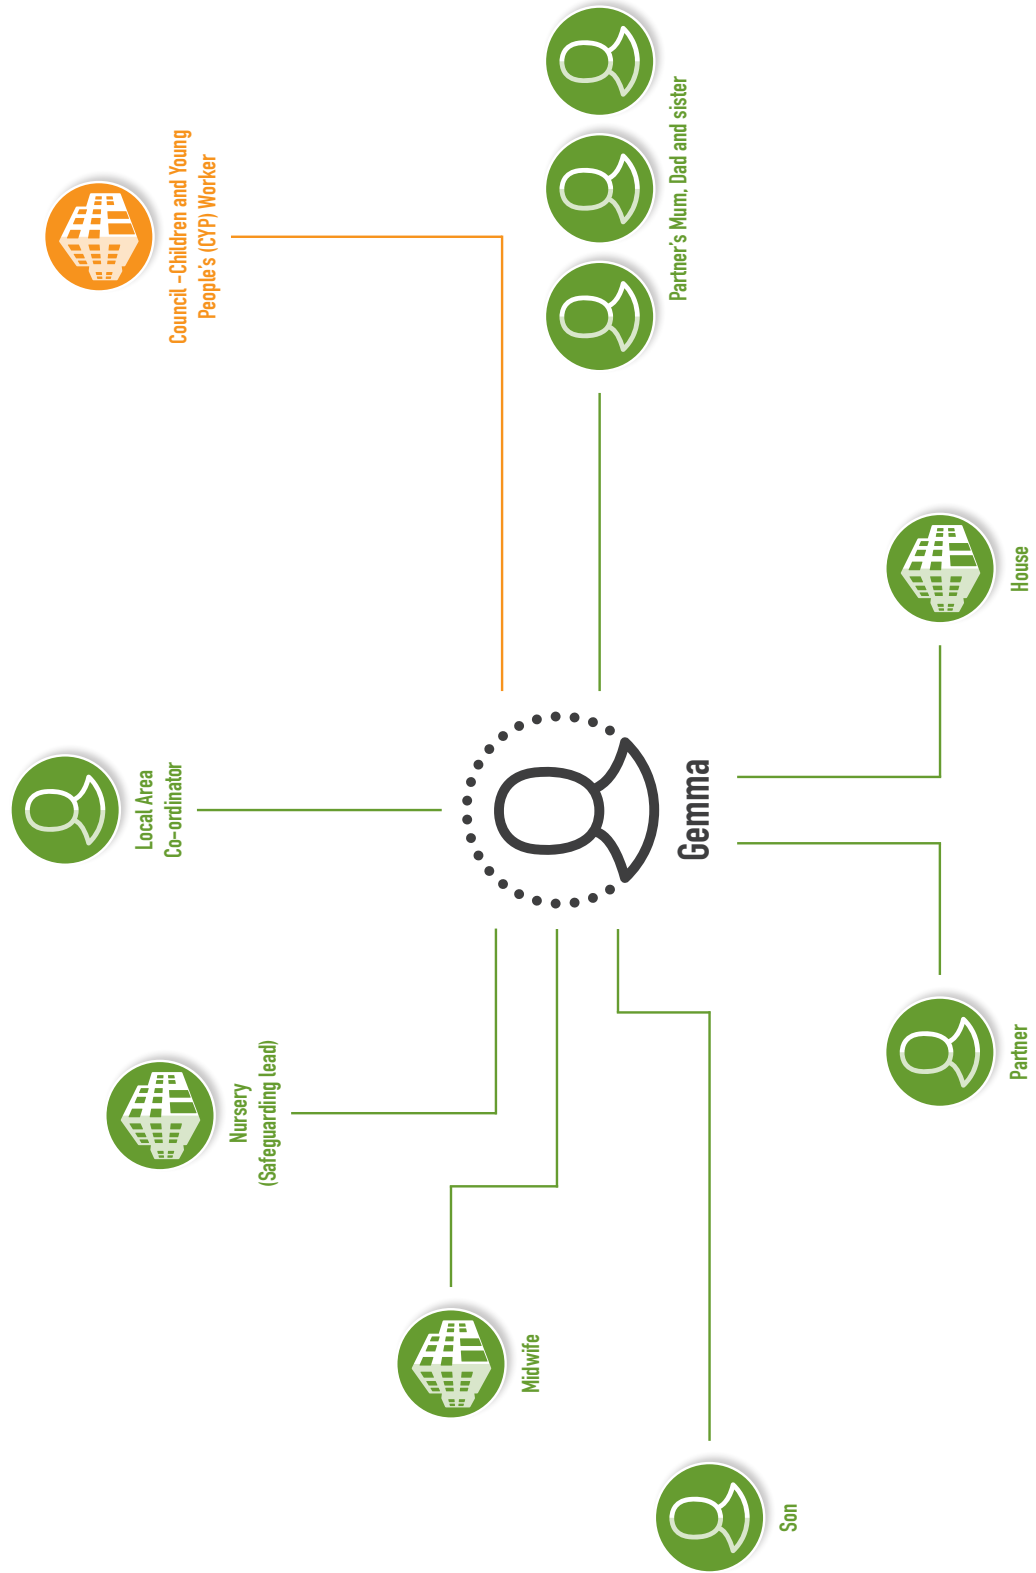 Local Area
Co-ordinator
Council –Children and Young
People's (CYP) Worker
Nursery
(Safeguarding lead)
Midwife
Son
Gemma
Partner's Mum, Dad and sister
Partner
House